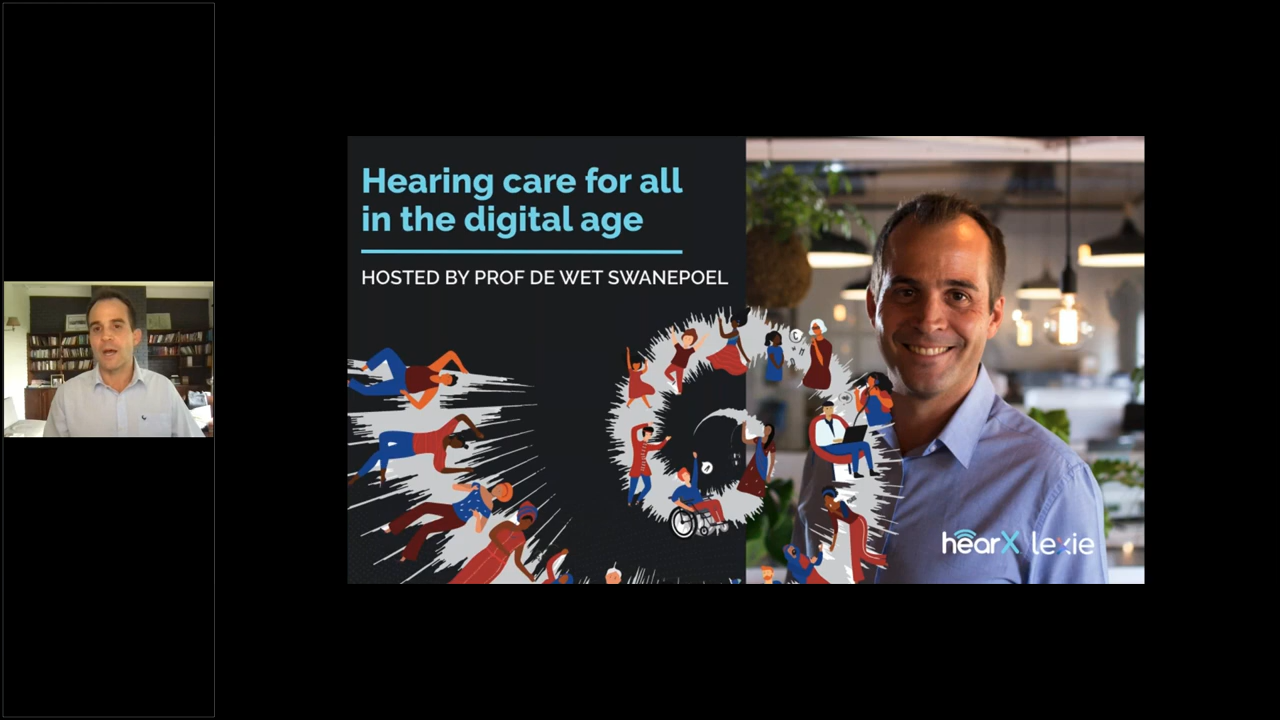 Hearing care for all
in the digital age
HOSTED BY PROF DE WET SWANEPOEL
hearX lexie